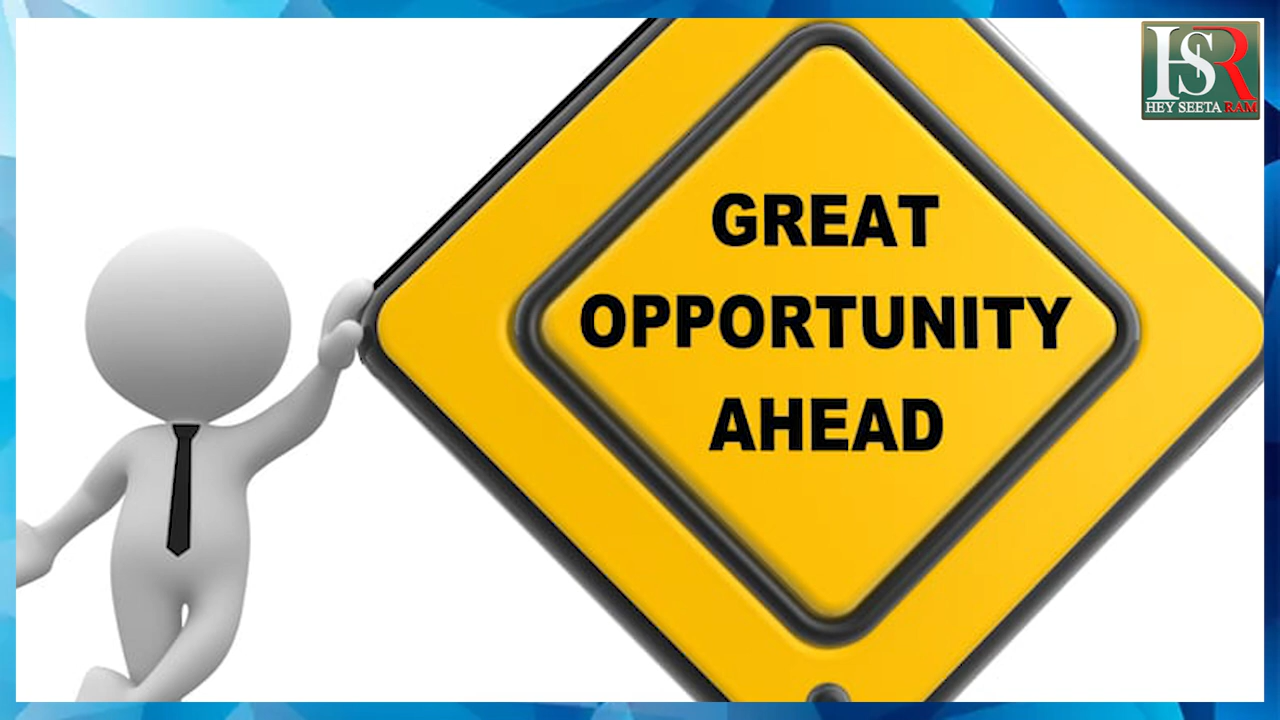 HSR
HEY SEETA RAM
GREAT
OPPORTUNITY
AHEAD